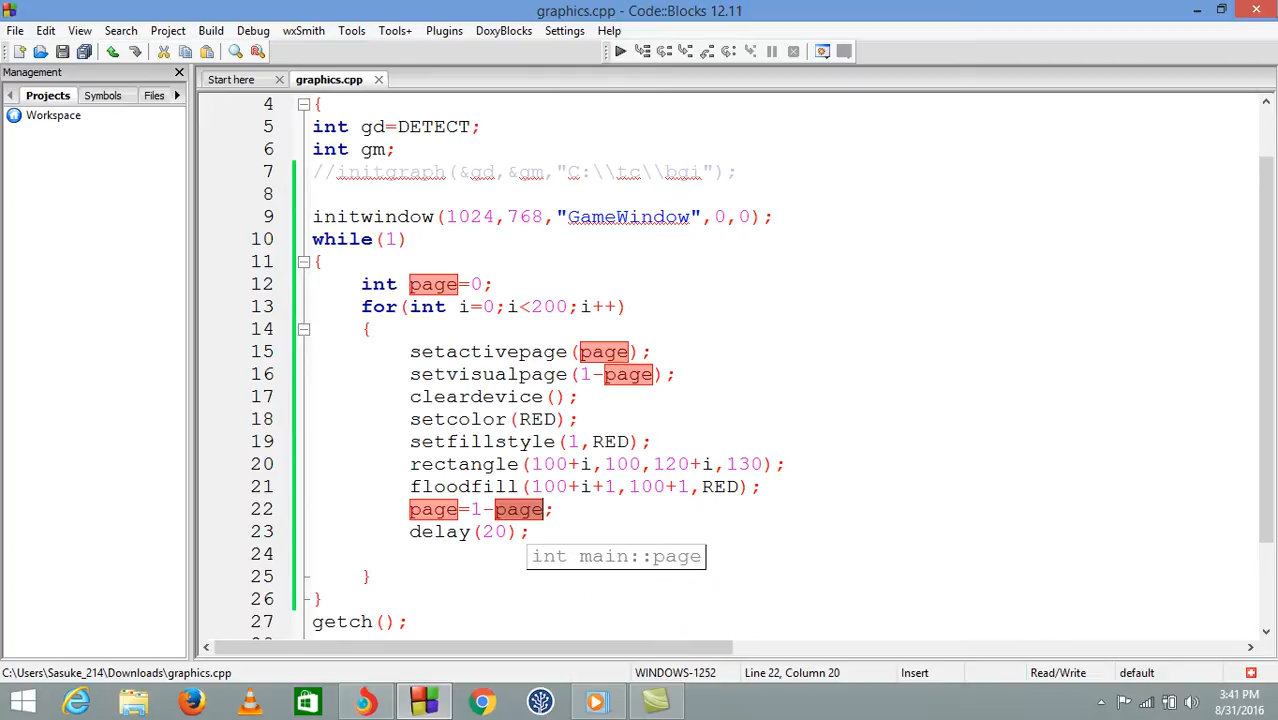 graphics.cpp - Code::Blocks 12.11
File Edit View Search Project Build Debug wxSmith Tools Tools+ Plugins DoxyBlocks Settings Help
Management
Start here
graphics.cpp
Projects Symbols Files
Workspace
4 {
5 int gd=DETECT;
6 int gm;
7 //initgraph(&gd,&gm,"C:\\tc\\bgi");
8
9 initwindow(1024,768,"GameWindow",0,0);
10 while(1)
11 {
12 int page=0;
13 for(int i=0;i<200;i++)
14 {
15 setactivepage(page);
16 setvisualpage(1-page);
17 cleardevice();
18 setcolor(RED);
19 setfillstyle(1,RED);
20 rectangle(100+i,100,120+i,130);
21 floodfill(100+i+1,100+1,RED);
22 page=1-page;
23 delay(20);
int main::page
24
25 }
26 }
27 getch();
C:\Users\Sasuke_214\Downloads\graphics.cpp WINDOWS-1252 Line 22, Column 20 Insert Read/Write default
3:41 PM
8/31/2016